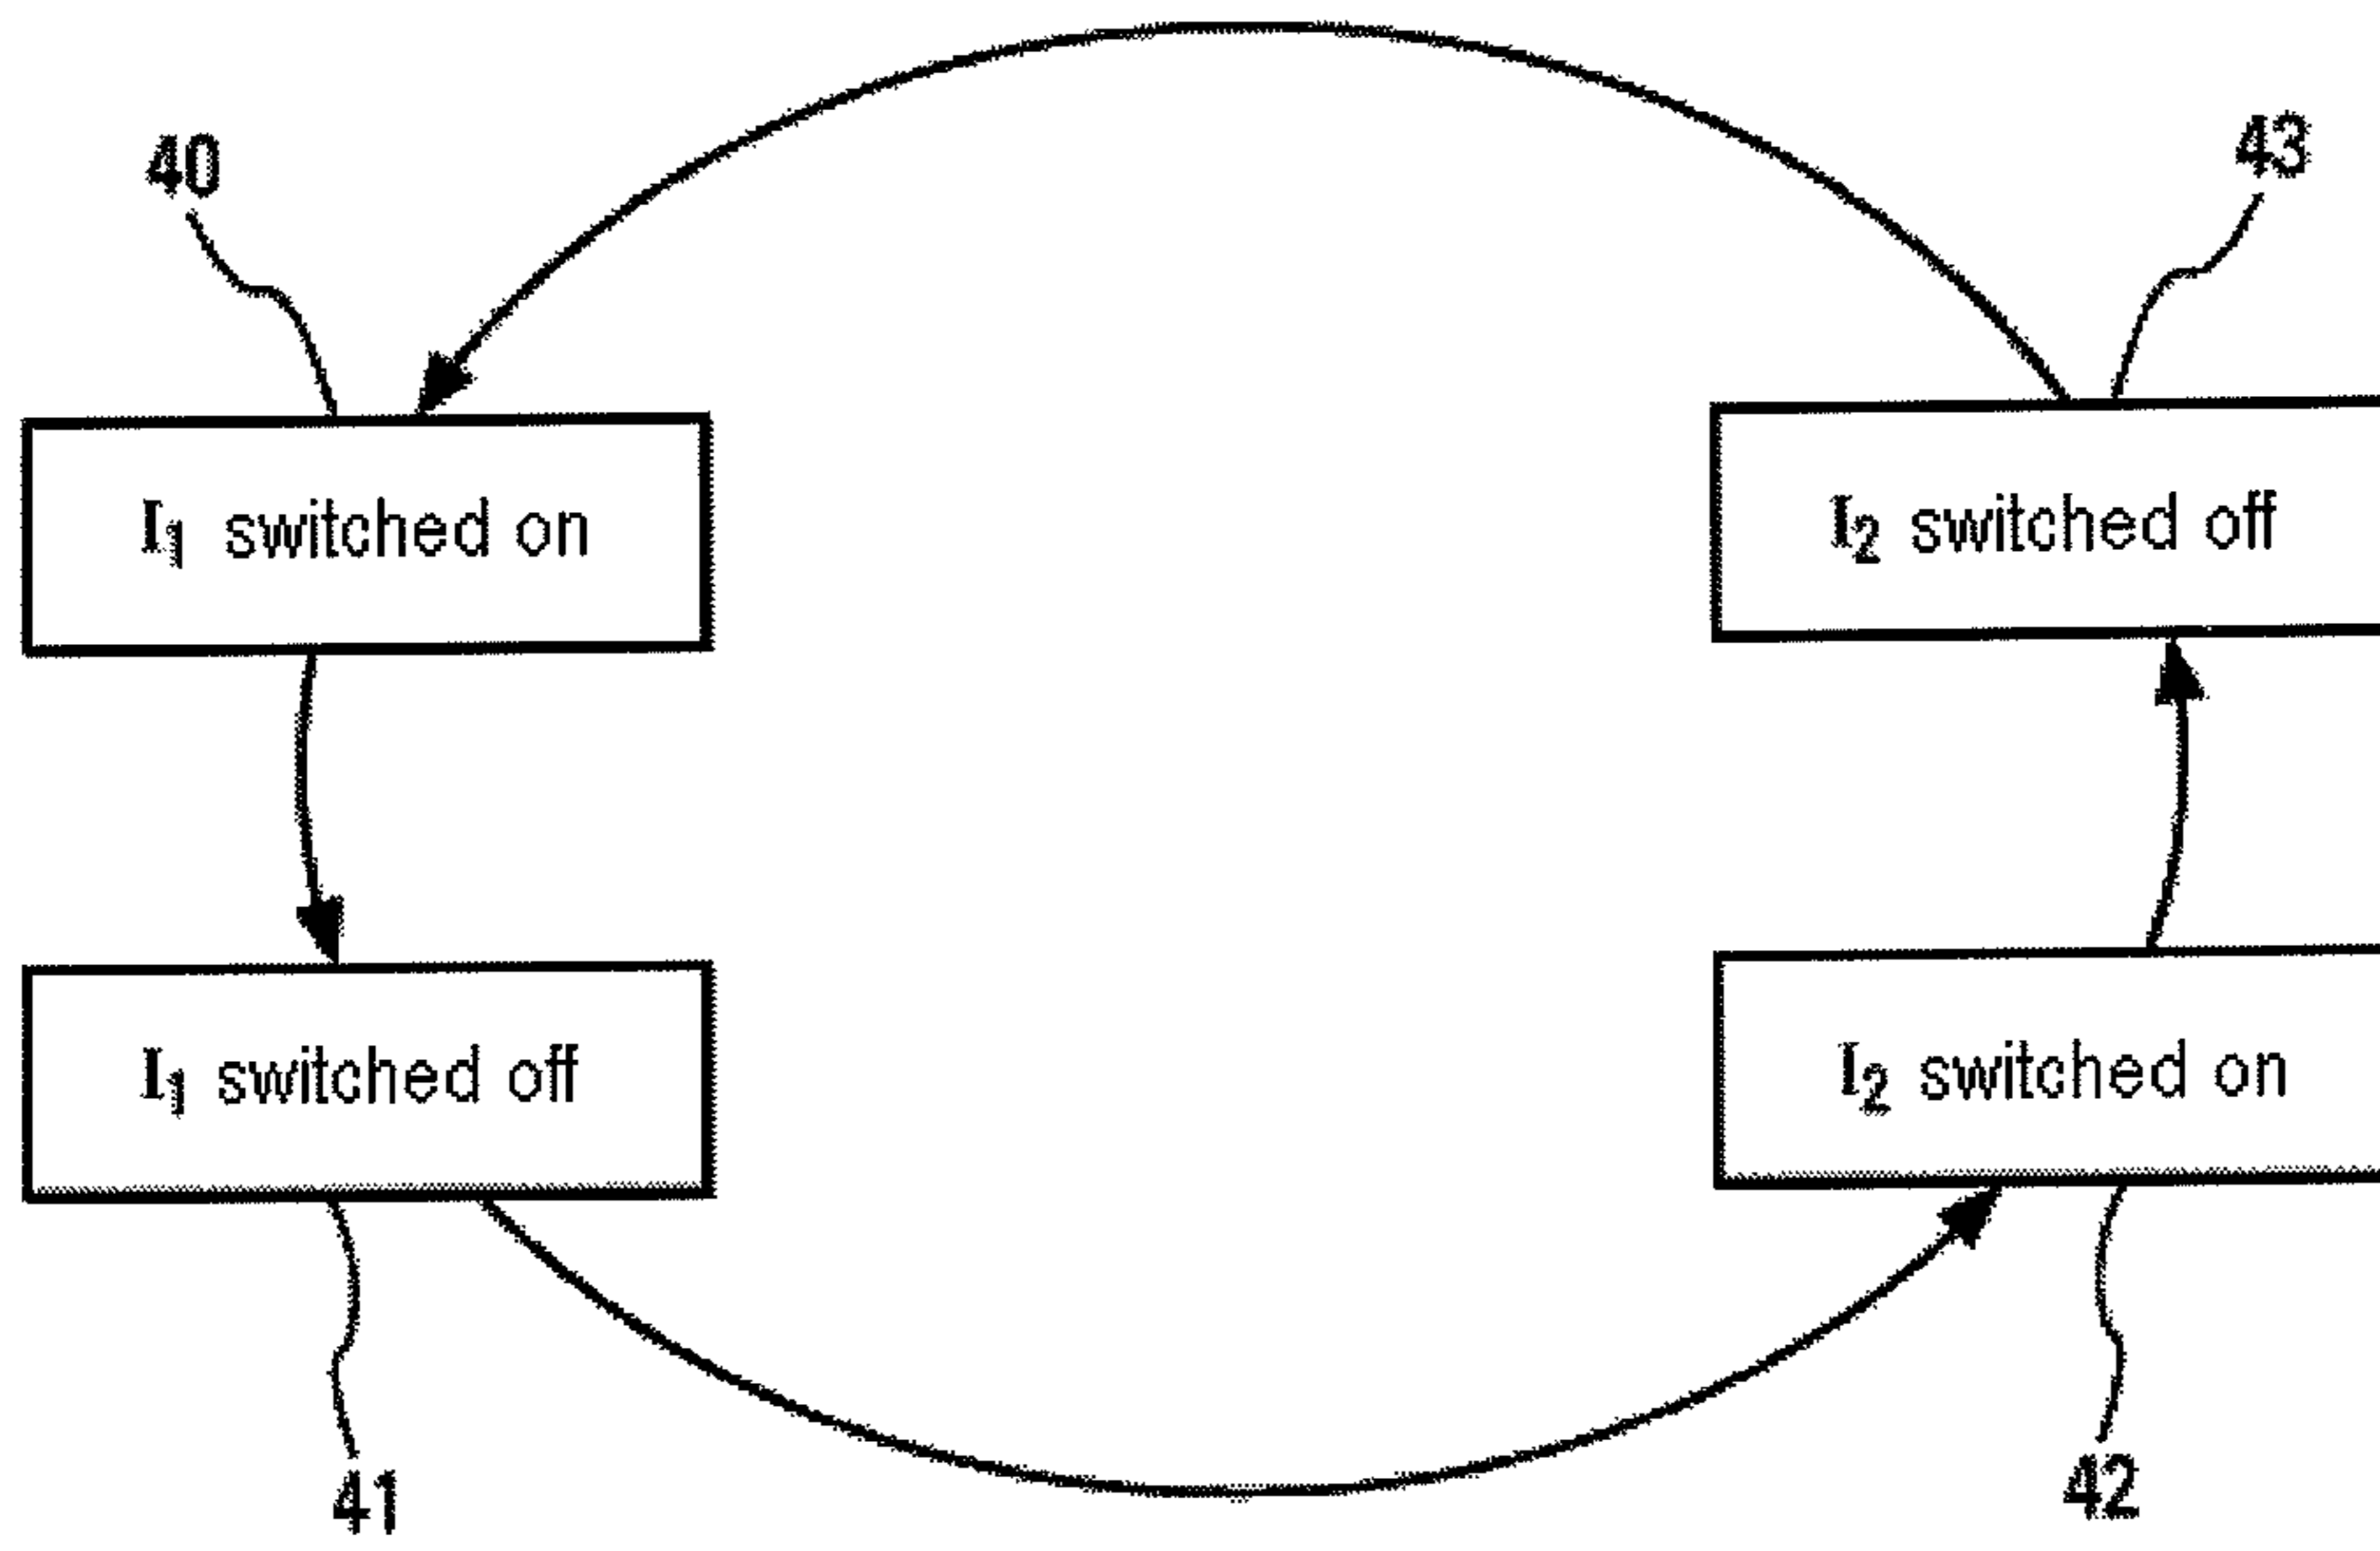 40
43
I₁ switched on
I₂ switched off
I₁ switched off
I₂ switched on
41
42